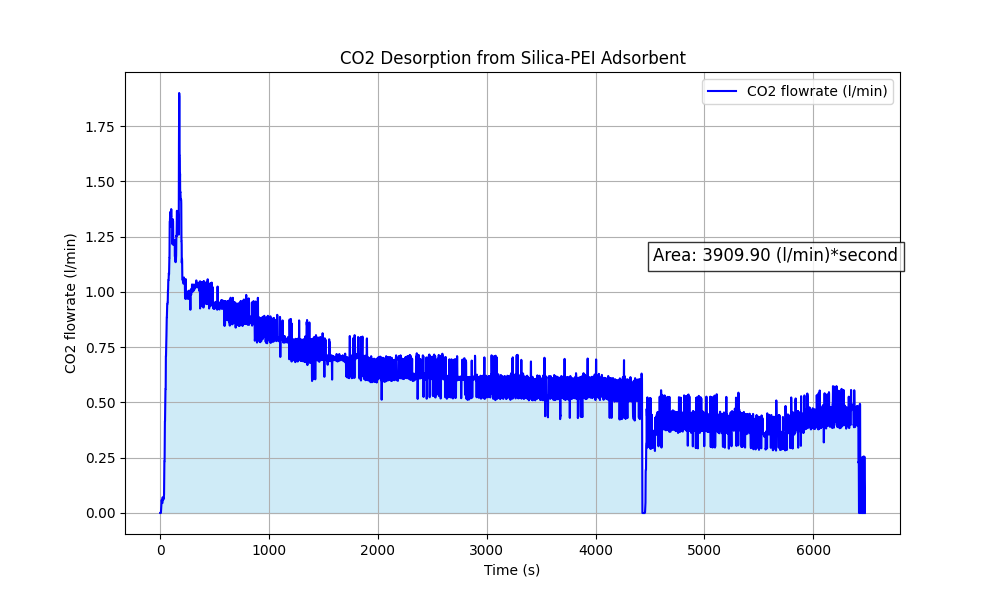 CO2 Desorption from Silica-PEI Adsorbent
CO2 flowrate (l/min)
1.75
1.50
1.25
1.00
0.75
0.50
0.25
0.00
CO2 flowrate (l/min)
Area: 3909.90 (l/min)*second
0 1000 2000 3000 4000 5000 6000
Time (s)